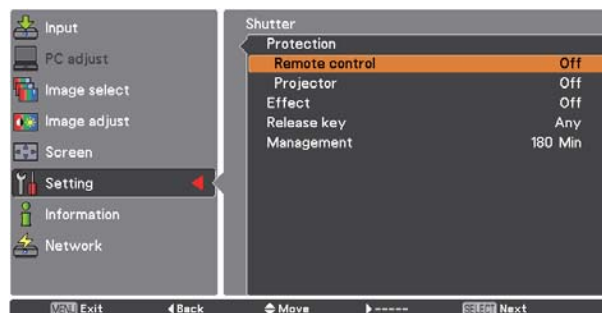 Input
PC adjust
Image select
Image adjust
Screen
Setting
Information
Network
Shutter
Protection
Remote control Off
Projector Off
Effect Off
Release key Any
Management 180 Min
MENU Exit Back Move ----- SELECT Next